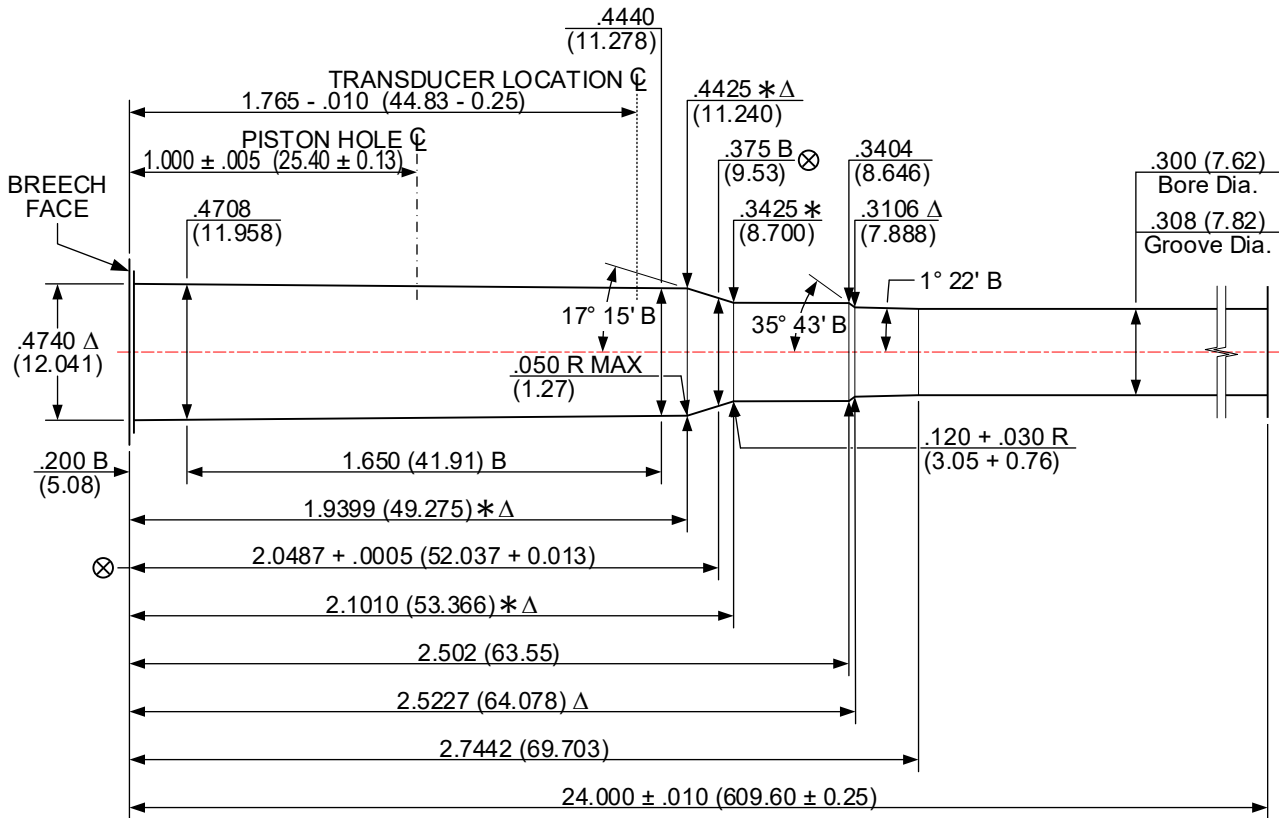 .4440
(11.278)
TRANSDUCER LOCATION ℄
1.765 - .010 (44.83 - 0.25)
.4425 * Δ
(11.240)
PISTON HOLE ℄
1.000 ± .005 (25.40 ± 0.13)
.375 B ⊗
(9.53)
.3404
(8.646)
.300 (7.62)
Bore Dia.
BREECH
FACE
.4708
(11.958)
.3425 *
(8.700)
.3106 Δ
(7.888)
.308 (7.82)
Groove Dia.
17° 15' B
35° 43' B
1° 22' B
.4740 Δ
(12.041)
.050 R MAX
(1.27)
.200 B
(5.08)
1.650 (41.91) B
.120 + .030 R
(3.05 + 0.76)
1.9399 (49.275) * Δ
⊗
2.0487 + .0005 (52.037 + 0.013)
2.1010 (53.366) * Δ
2.502 (63.55)
2.5227 (64.078) Δ
2.7442 (69.703)
24.000 ± .010 (609.60 ± 0.25)